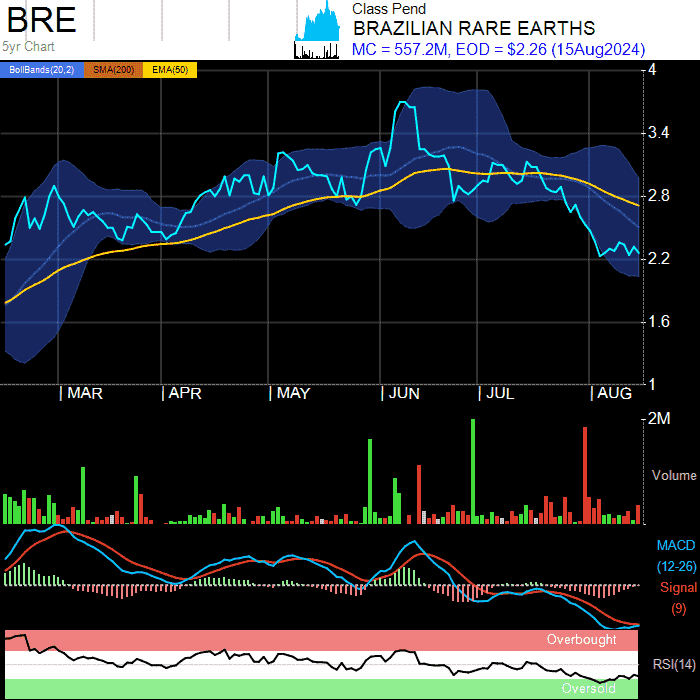 BRE
5yr Chart
Class Pend
BRAZILIAN RARE EARTHS
MC = 557.2M, EOD = $2.26 (15Aug2024)
BollBands(20,2) SMA(200) EMA(50)
4
3.4
2.8
2.2
1.6
1
MAR APR MAY JUN JUL AUG
2M
Volume
MACD
(12-26)
Signal
(9)
Overbought
RSI(14)
Oversold